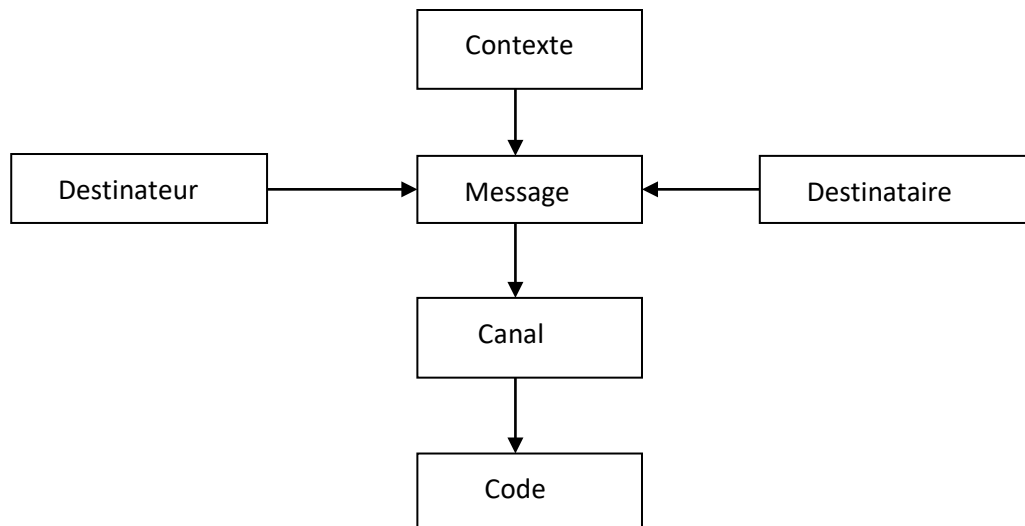 Contexte
Destinateur
Message
Destinataire
Canal
Code